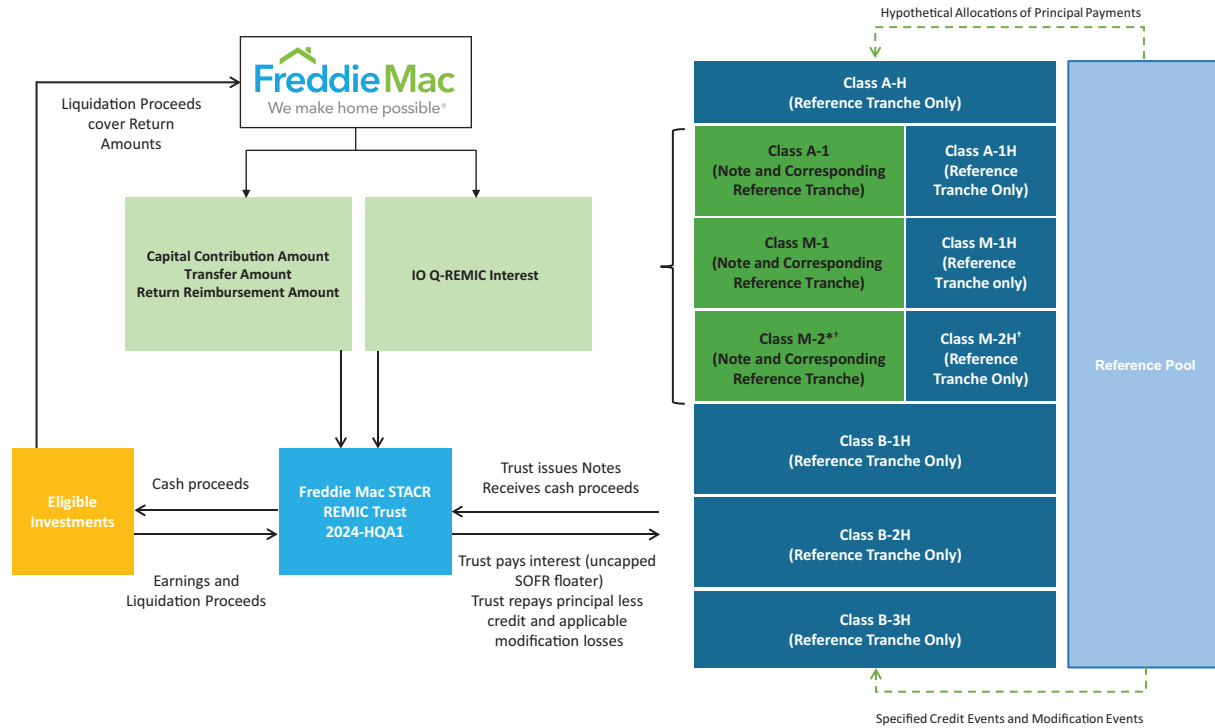 Hypothetical Allocations of Principal Payments
FreddieMac
We make home possible®
Liquidation Proceeds
cover Return
Amounts
Capital Contribution Amount
Transfer Amount
Return Reimbursement Amount
IO Q-REMIC Interest
Eligible
Investments
Cash proceeds
Earnings and
Liquidation Proceeds
Freddie Mac STACR
REMIC Trust
2024-HQA1
Trust issues Notes
Receives cash proceeds
Trust pays interest (uncapped
SOFR floater)
Trust repays principal less
credit and applicable
modification losses
Class A-H
(Reference Tranche Only)
Class A-1
(Note and Corresponding
Reference Tranche)
Class A-1H
(Reference
Tranche Only)
Class M-1
(Note and Corresponding
Reference Tranche)
Class M-1H
(Reference
Tranche only)
Class M-2*†
(Note and Corresponding
Reference Tranche)
Class M-2H†
(Reference
Tranche Only)
Class B-1H
(Reference Tranche Only)
Class B-2H
(Reference Tranche Only)
Class B-3H
(Reference Tranche Only)
Reference Pool
Specified Credit Events and Modification Events